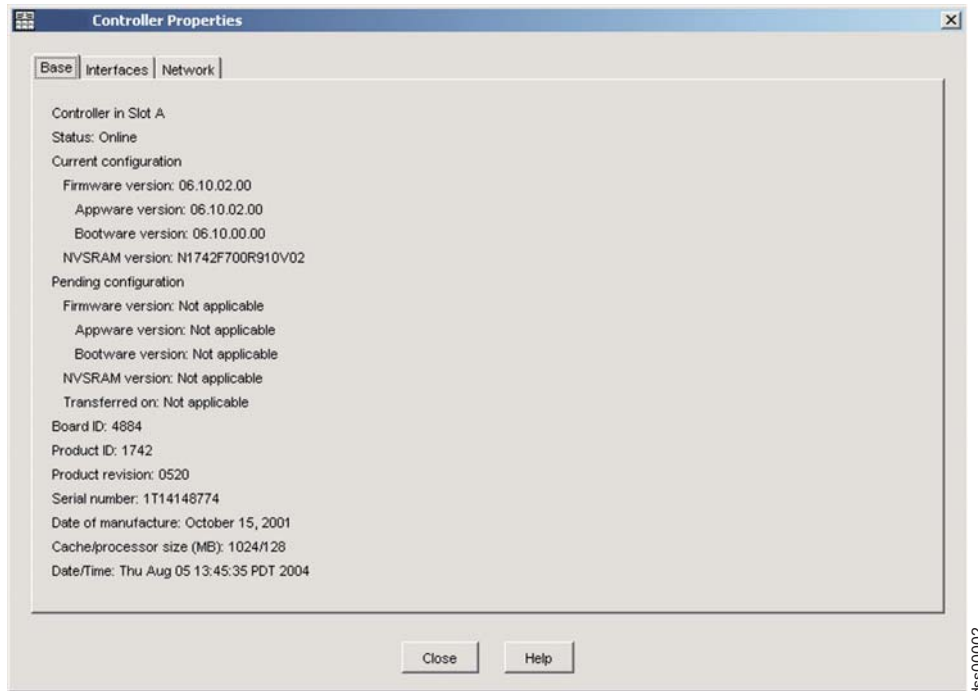 Controller Properties
Base
Interfaces
Network
Controller in Slot A
Status: Online
Current configuration
Firmware version: 06.10.02.00
Appware version: 06.10.02.00
Bootware version: 06.10.00.00
NVSRAM version: N1742F700R910V02
Pending configuration
Firmware version: Not applicable
Appware version: Not applicable
Bootware version: Not applicable
NVSRAM version: Not applicable
Transferred on: Not applicable
Board ID: 4884
Product ID: 1742
Product revision: 0520
Serial number: 1T14148774
Date of manufacture: October 15, 2001
Cache/processor size (MB): 1024/128
Date/Time: Thu Aug 05 13:45:35 PDT 2004
Close
Help